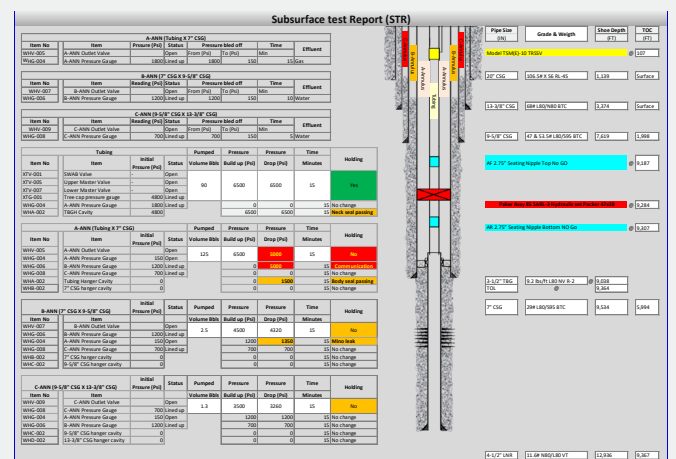 Subsurface test Report (STR)
A-ANN (Tubing X 7" CSG)
Item No Item Prsure (Psi) Status Pressure bled off Time Effluent
WHV-005 A-ANN Outlet Valve Open From (Psi) To (Psi) Min
WHG-004 A-ANN Pressure Gauge 1800 Lined up 1800 150 15 Gas
B-ANN (7" CSG X 9-5/8" CSG)
Item No Item Reading (Psi) Status Pressure bled off Time Effluent
WHV-007 B-ANN Outlet Valve Open From (Psi) To (Psi) Min
WHG-006 B-ANN Pressure Gauge 1200 Lined up 1200 150 10 Water
C-ANN (9-5/8" CSG X 13-3/8" CSG)
Item No Item Reading (Psi) Status Pressure bled off Time Effluent
WHV-009 C-ANN Outlet Valve Open From (Psi) To (Psi) Min
WHG-008 C-ANN Pressure Gauge 700 Lined up 700 150 5 Water
Tubing Initial Prssure (Psi) Status Pumped Pressure Pressure Time Holding
Item No Item Volume Bbls Build up (Psi) Drop (Psi) Minutes
XTV-001 SWAB Valve - Open 90 6500 6500 15 Yes
XTV-005 Upper Master Valve - Open
XTV-007 Lower Master Valve - Open
XTG-001 Tree cap pressure gauge 4800 Lined up
WHG-004 A-ANN Pressure Gauge 1800 Lined up 0 0 15 No change
WHA-002 TBGH Cavity 4800 6500 6500 15 Neck seal passing
A-ANN (Tubing X 7" CSG) Initial Prssure (Psi) Status Pumped Pressure Pressure Time Holding
Item No Item Volume Bbls Build up (Psi) Drop (Psi) Minutes
WHV-005 A-ANN Outlet Valve Open 125 6500 15 No
WHG-004 A-ANN Pressure Gauge 150 Open
WHG-006 B-ANN Pressure Gauge 1200 Lined up 0 5000 15 Communication
WHG-008 C-ANN Pressure Gauge 700 Lined up 0 0 15 No change
WHA-002 Tubing Hanger Cavity 0 0 1500 15 Body seal passing
WHB-002 7" CSG hanger cavity 0 0 0 15 No change
B-ANN (7" CSG X 9-5/8" CSG) Initial Prssure (Psi) Status Pumped Pressure Pressure Time Holding
Item No Item Volume Bbls Build up (Psi) Drop (Psi) Minutes
WHV-007 B-ANN Outlet Valve Open 2.5 4500 4320 15 No
WHG-006 B-ANN Pressure Gauge 1200 Lined up
WHG-004 A-ANN Pressure Gauge 150 Open 1200 1350 15 Mino leak
WHG-008 C-ANN Pressure Gauge 700 Lined up 700 700 15 No change
WHB-002 7" CSG hanger cavity 0 0 0 15 No change
WHC-002 9-5/8" CSG hanger cavity 0 0 0 15 No change
C-ANN (9-5/8" CSG X 13-3/8" CSG) Initial Prssure (Psi) Status Pumped Pressure Pressure Time Holding
Item No Item Volume Bbls Build up (Psi) Drop (Psi) Minutes
WHV-009 C-ANN Outlet Valve Open 1.3 3500 3260 15 No
WHG-008 C-ANN Pressure Gauge 700 Lined up
WHG-004 A-ANN Pressure Gauge 150 Open 1200 1200 15 No change
WHG-006 B-ANN Pressure Gauge 1200 Lined up 700 700 15 No change
WHC-002 9-5/8" CSG hanger cavity 0 0 0 15 No change
WHD-002 13-3/8" CSG hanger cavity 0 0 0 15 No change
B-Annulus
A-Annulus
Tubing
A-Annulus
B-Annulus
Pipe Size (IN) Grade & Weigth Shoe Depth (FT) TOC (FT)
Model TSM(E)-10 TRSSV @ 107
20" CSG 106.5# X 56 RL-45 1,139 Surface
13-3/8" CSG 68# L80/N80 BTC 3,374 Surface
9-5/8" CSG 47 & 53.5# L80/S95 BTC 7,619 1,998
AF 2.75" Seating Nipple Top No GO @ 9,187
@ 9,284
AR 2.75" Seating Nipple Bottom NO Go @ 9,307
3-1/2" TBG 9.2 lbs/ft L80 NV R-2 @ 9,038
TOL @ 9,364
7" CSG 29# L80/S95 BTC 9,534 5,994
4-1/2" LNR 11.6# N80/L80 VT 12,936 9,367